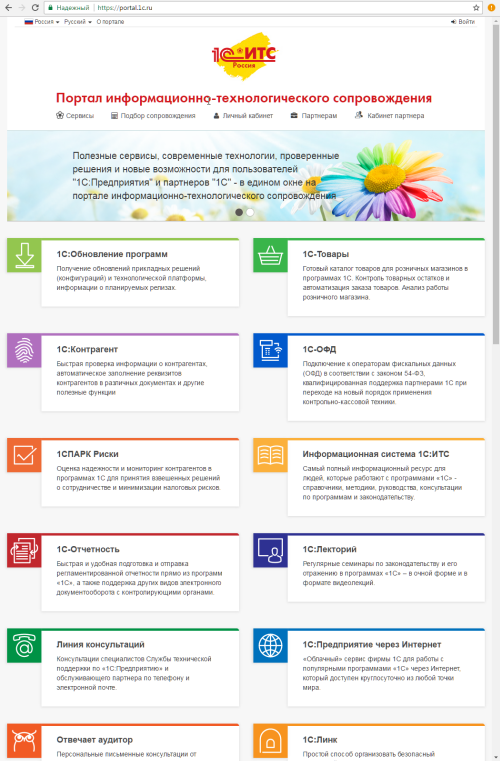 Надежный
https://portal.1c.ru
Россия Русский О портале Войти
1С ИТС
Россия
Портал информационно-технологического сопровождения
Сервисы Подбор сопровождения Личный кабинет Партнерам Кабинет партнера
Полезные сервисы, современные технологии, проверенные
решения и новые возможности для пользователей
"1С:Предприятия" и партнеров "1С" - в едином окне на
портале информационно-технологического сопровождения
1С:Обновление программ
Получение обновлений прикладных решений
(конфигураций) и технологической платформы,
информации о планируемых релизах.
1С-Товары
Готовый каталог товаров для розничных магазинов в
программах 1С. Контроль товарных остатков и
автоматизация заказа товаров. Анализ работы
розничного магазина.
1С:Контрагент
Быстрая проверка информации о контрагентах,
автоматическое заполнение реквизитов
контрагентов в различных документах и другие
полезные функции
1С-ОФД
Подключение к операторам фискальных данных
(ОФД) в соответствии с законом 54-ФЗ,
квалифицированная поддержка партнерами 1С при
переходе на новый порядок применения
контрольно-кассовой техники.
1СПАРК Риски
Оценка надежности и мониторинг контрагентов в
программах 1С для принятия взвешенных решений
о сотрудничестве и минимизации налоговых рисков.
Информационная система 1С:ИТС
Самый полный информационный ресурс для
людей, которые работают с программами «1С» -
справочники, методики, руководства, консультации
по программам и законодательству.
1С-Отчетность
Быстрая и удобная подготовка и отправка
регламентированной отчетности прямо из программ
«1С», а также поддержка других видов электронного
документооборота с контролирующими органами.
1С:Лекторий
Регулярные семинары по законодательству и его
отражению в программах «1С» – в очной форме и в
формате видеолекций.
Линия консультаций
Консультации специалистов Службы технической
поддержки по «1С:Предприятию» и
обслуживающего партнера по телефону и
электронной почте.
1С:Предприятие через Интернет
«Облачный» сервис фирмы 1С для работы с
популярными программами «1С» через Интернет,
который доступен круглосуточно из любой точки
мира.
Отвечает аудитор
Персональные письменные консультации от
1С:Линк
Простой способ организовать безопасный